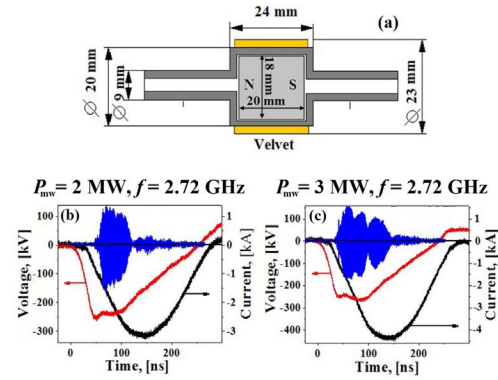 24 mm
(a)
Ø 20 mm
Ø 9 mm
N S
18 mm
20 mm
Ø 23 mm
Velvet
Pmw= 2 MW, f = 2.72 GHz
Pmw= 3 MW, f = 2.72 GHz
(b)
100
0
-100
-200
-300
Voltage, [kV]
1
0
-1
-2
-3
Current, [kA]
0 100 200
Time, [ns]
(c)
100
0
-100
-200
-300
-400
Voltage, [kV]
1
0
-1
-2
-3
-4
Current, [kA]
0 100 200
Time, [ns]